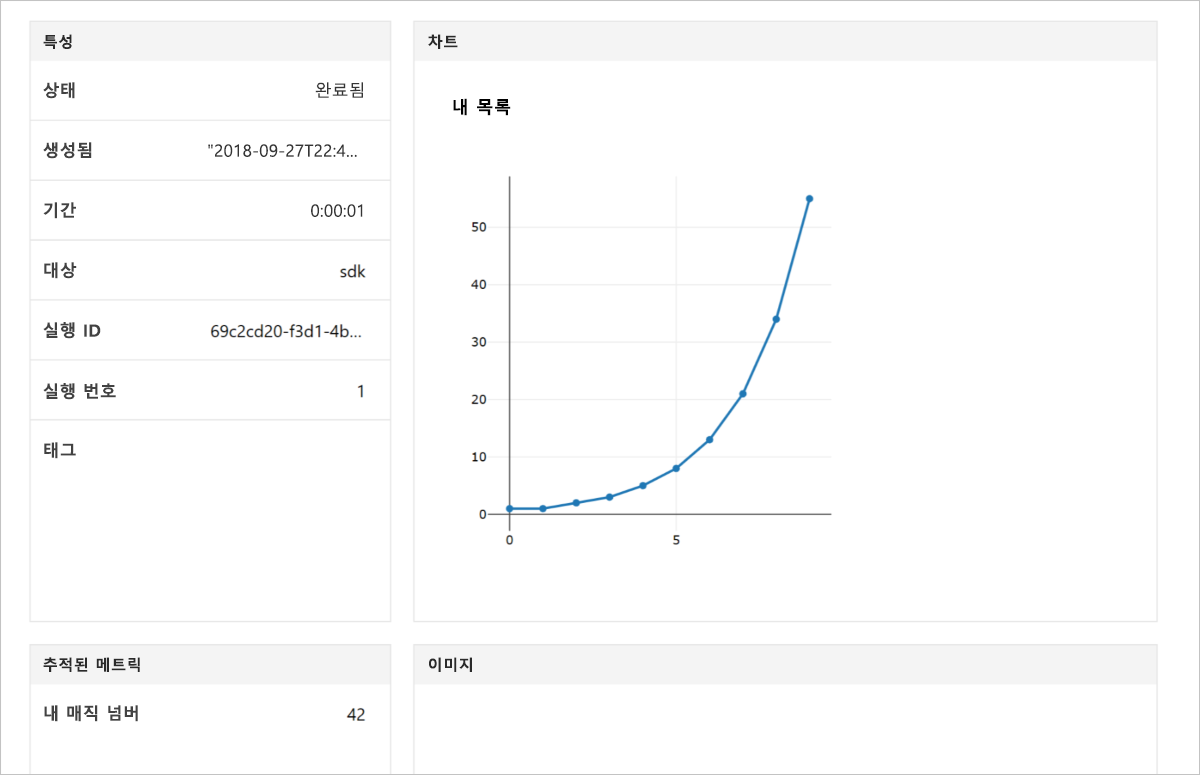 특성
상태 완료됨
생성됨 "2018-09-27T22:4...
기간 0:00:01
대상 sdk
실행 ID 69c2cd20-f3d1-4b...
실행 번호 1
태그
차트
내 목록
50
40
30
20
10
0
0 5
추적된 메트릭
내 매직 넘버 42
이미지